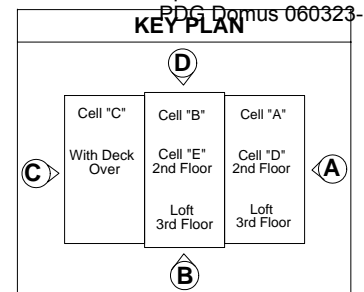 PDG Domus 060323-
KEY PLAN
D
Cell "C"
Cell "B"
Cell "A"
With Deck
Over
Cell "E"
2nd Floor
Cell "D"
2nd Floor
C
A
Loft
3rd Floor
Loft
3rd Floor
B